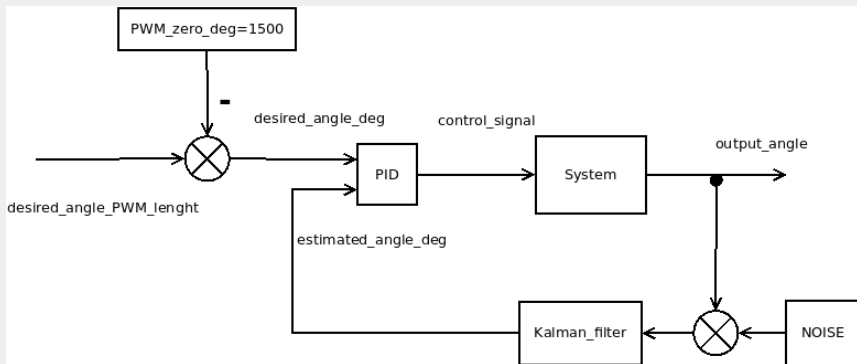 PWM_zero_deg=1500
-
desired_angle_deg
control_signal
output_angle
PID
System
desired_angle_PWM_lenght
estimated_angle_deg
Kalman_filter
NOISE